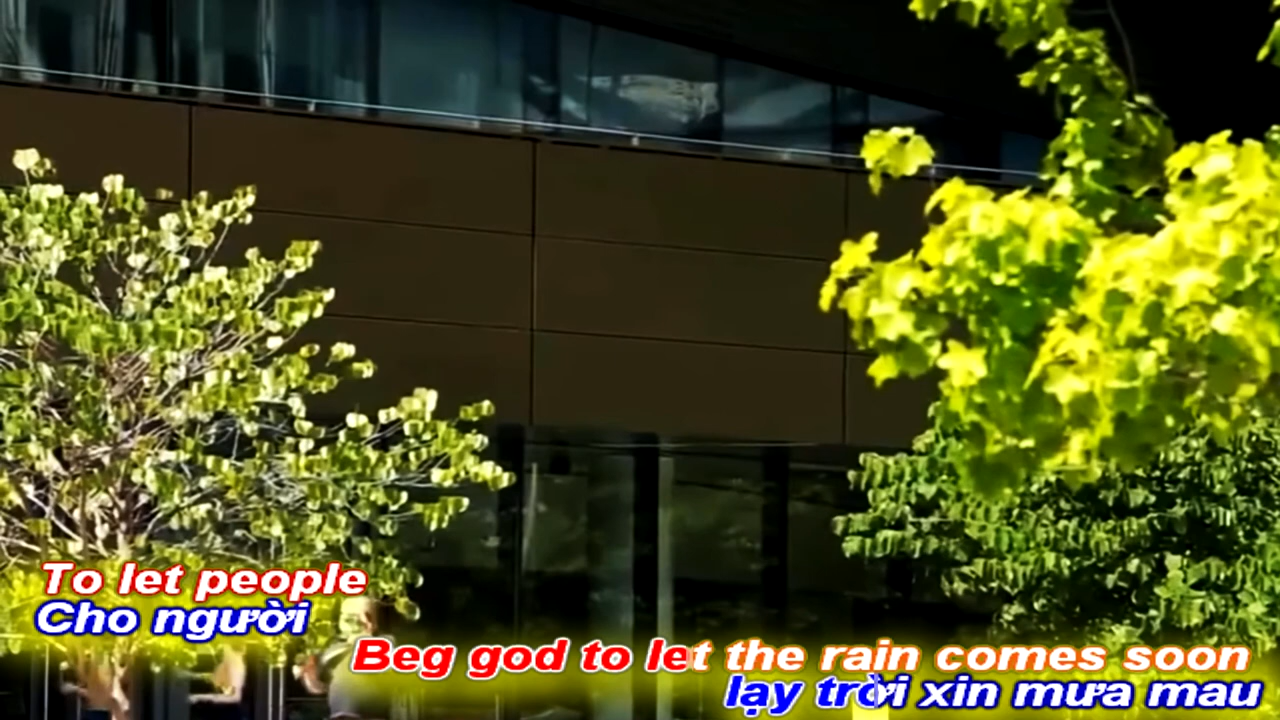 To let people
Cho người
Beg god to let the rain comes soon
lạy trời xin mưa mau